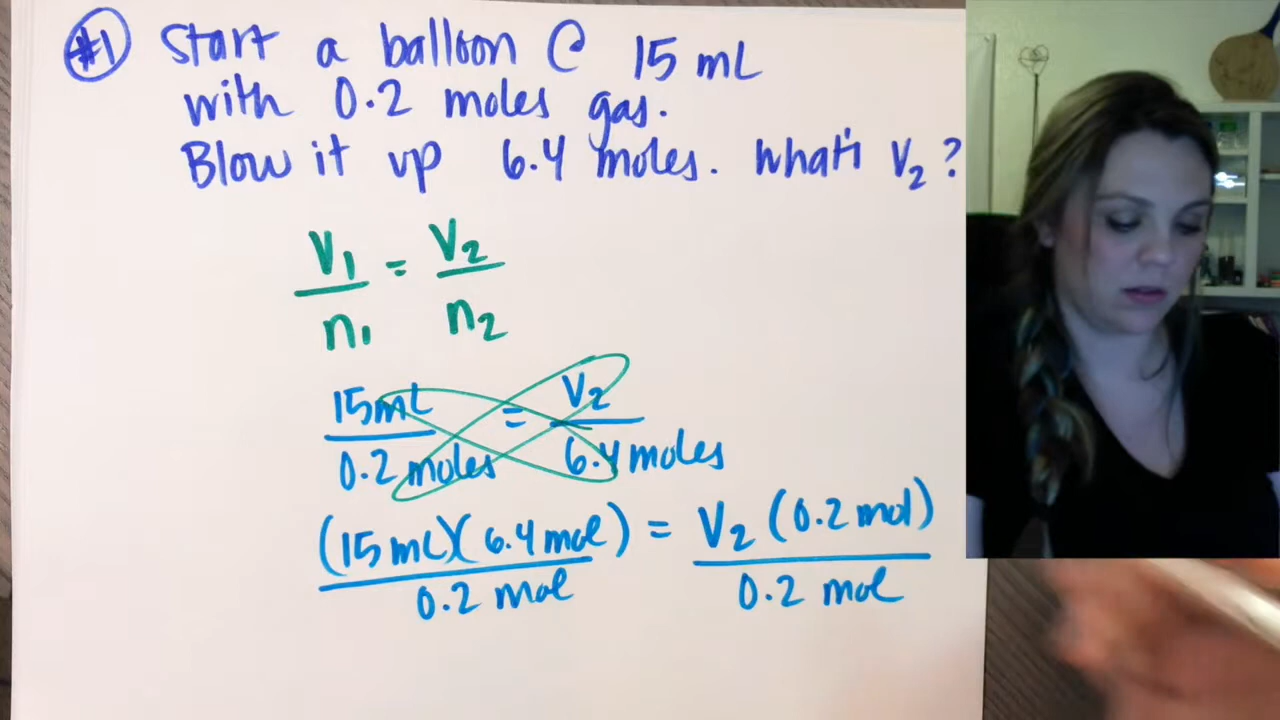 #1 Start a balloon @ 15 mL
with 0.2 moles gas.
Blow it up 6.4 moles. What's V₂?
V₁/n₁ = V₂/n₂
15mL/0.2 moles = V₂/6.4 moles
(15 mL)(6.4 mol)/0.2 mol = V₂ (0.2 mol)/0.2 mol